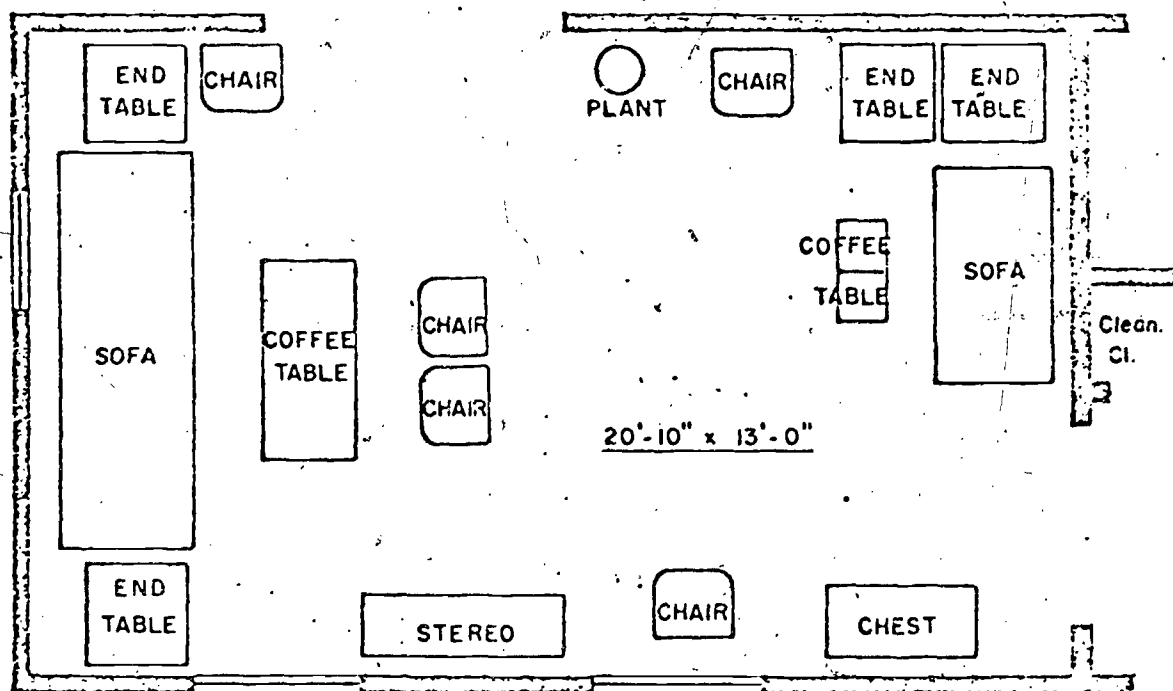 END
TABLE
CHAIR
PLANT
CHAIR
END
TABLE
END
TABLE
COFFEE
TABLE
SOFA
Clean.
Cl.
SOFA
COFFEE
TABLE
CHAIR
CHAIR
20'-10" x 13'-0"
END
TABLE
STEREO
CHAIR
CHEST